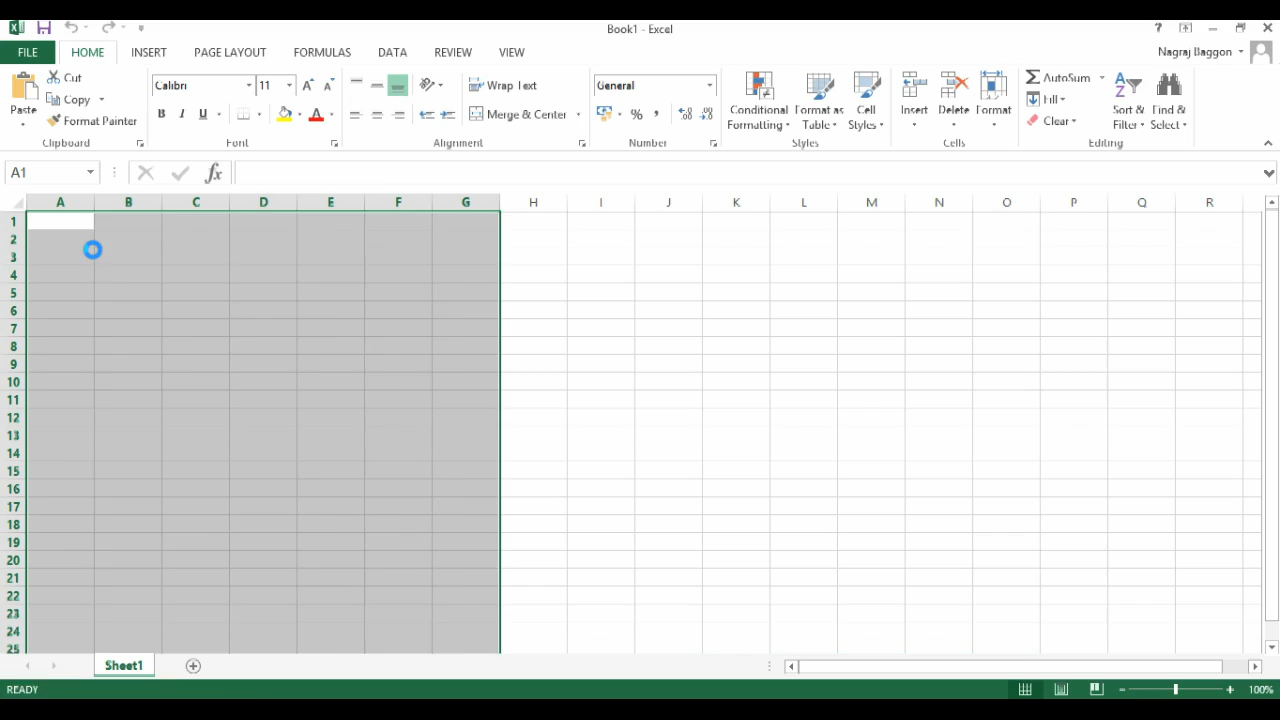 Book1 - Excel
?
FILE HOME INSERT PAGE LAYOUT FORMULAS DATA REVIEW VIEW
Nagraj Baggon
Paste
Cut
Copy
Format Painter
Clipboard
Calibri 11
B I U
Font
Wrap Text
Merge & Center
Alignment
General
%
Number
Conditional Formatting
Format as Table
Cell Styles
Styles
Insert
Delete
Format
Cells
AutoSum
Fill
Clear
Sort & Filter
Find & Select
Editing
A1
fx
A B C D E F G H I J K L M N O P Q R
1
2
3
4
5
6
7
8
9
10
11
12
13
14
15
16
17
18
19
20
21
22
23
24
25
Sheet1
READY
100%